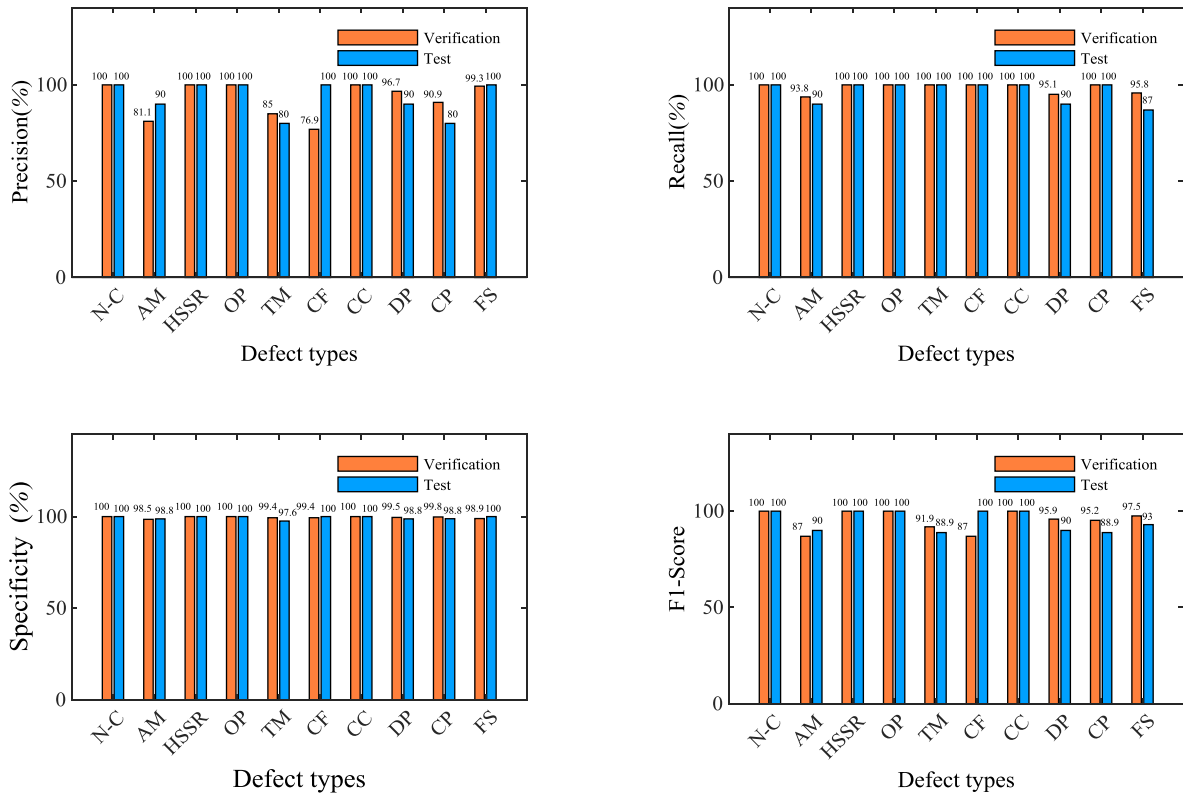 Verification
Test
100 100 81.1 90 100 100 100 100 85 80 76.9 100 100 100 96.7 90 90.9 80 99.3 100
100
50
0
Precision(%)
N-C AM HSSR OP TM CF CC DP CP FS
Defect types
Verification
Test
100 100 93.8 90 100 100 100 100 100 100 100 100 100 100 95.1 90 100 100 95.8 87
100
50
0
Recall(%)
N-C AM HSSR OP TM CF CC DP CP FS
Defect types
Verification
Test
100 100 98.5 98.8 100 100 100 100 99.4 97.6 99.4 100 100 100 99.5 98.8 99.8 98.8 98.9 100
100
50
0
Specificity (%)
N-C AM HSSR OP TM CF CC DP CP FS
Defect types
Verification
Test
100 100 87 90 100 100 100 100 91.9 88.9 87 100 100 100 95.9 90 95.2 88.9 97.5 93
100
50
0
F1-Score
N-C AM HSSR OP TM CF CC DP CP FS
Defect types